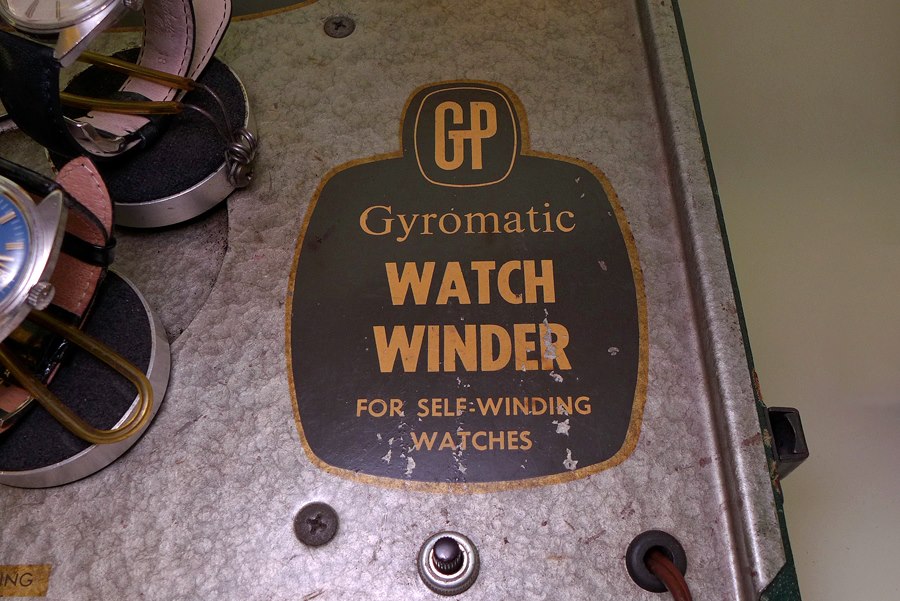 GP
Gyromatic
WATCH
WINDER
FOR SELF-WINDING
WATCHES